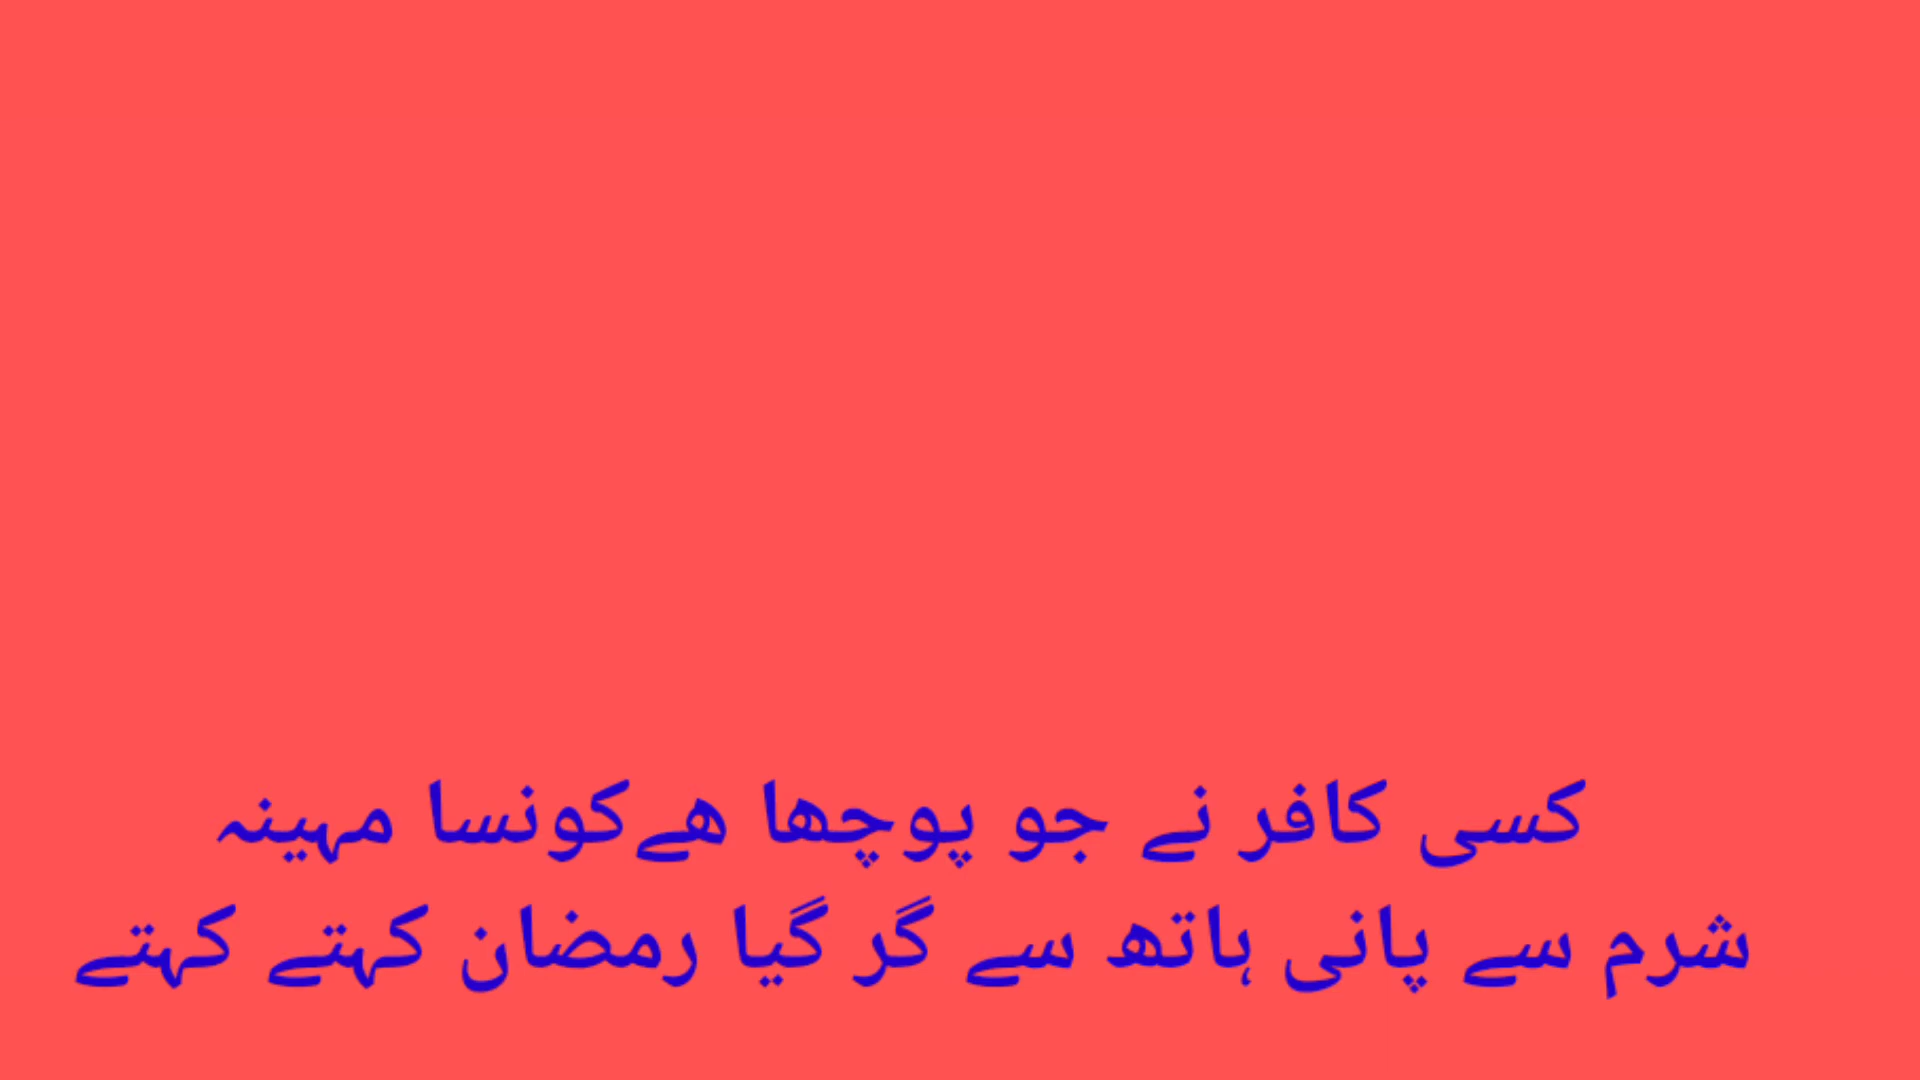 کسی کافر نے جو پوچھا ھےکونسا مہینہ
شرم سے پانی ہاتھ سے گر گیا رمضان کہتے کہتے